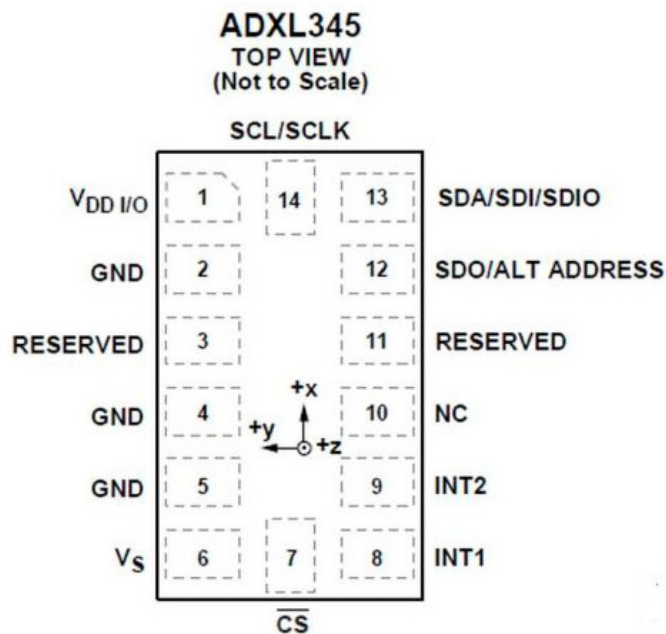 ADXL345
TOP VIEW
(Not to Scale)
SCL/SCLK
VDD I/O 1 14 13 SDA/SDI/SDIO
GND 2 12 SDO/ALT ADDRESS
RESERVED 3 11 RESERVED
+x
GND 4 10 NC
+y +z
GND 5 9 INT2
VS 6 7 8 INT1
CS